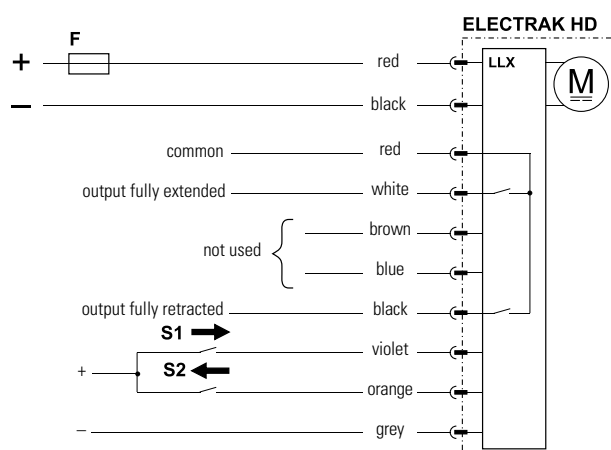 ELECTRAK HD
F
+ red LLX M
– black
common red
output fully extended white
brown
not used
blue
output fully retracted black
S1
violet
+ S2
orange
– grey